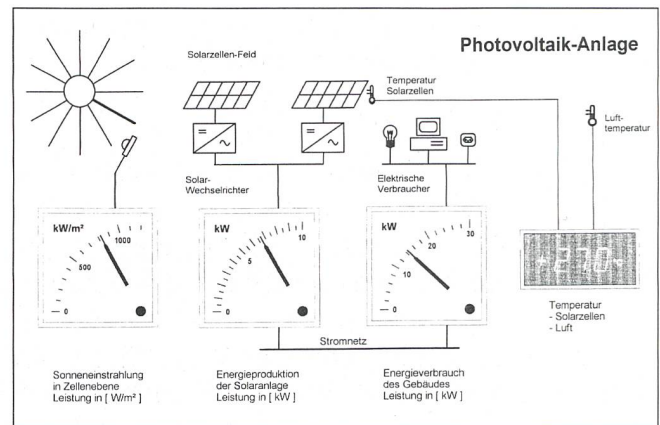 Photovoltaik-Anlage
Solarzellen-Feld
Temperatur
Solarzellen
Luft-
temperatur
Solar-
Wechselrichter
Elektrische
Verbraucher
kW/m²
0
500
1000
kW
0
5
10
kW
0
10
20
30
Stromnetz
Temperatur
- Solarzellen
- Luft
Sonneneinstrahlung
in Zellenebene
Leistung in [ W/m² ]
Energieproduktion
der Solaranlage
Leistung in [ kW ]
Energieverbrauch
des Gebäudes
Leistung in [ kW ]